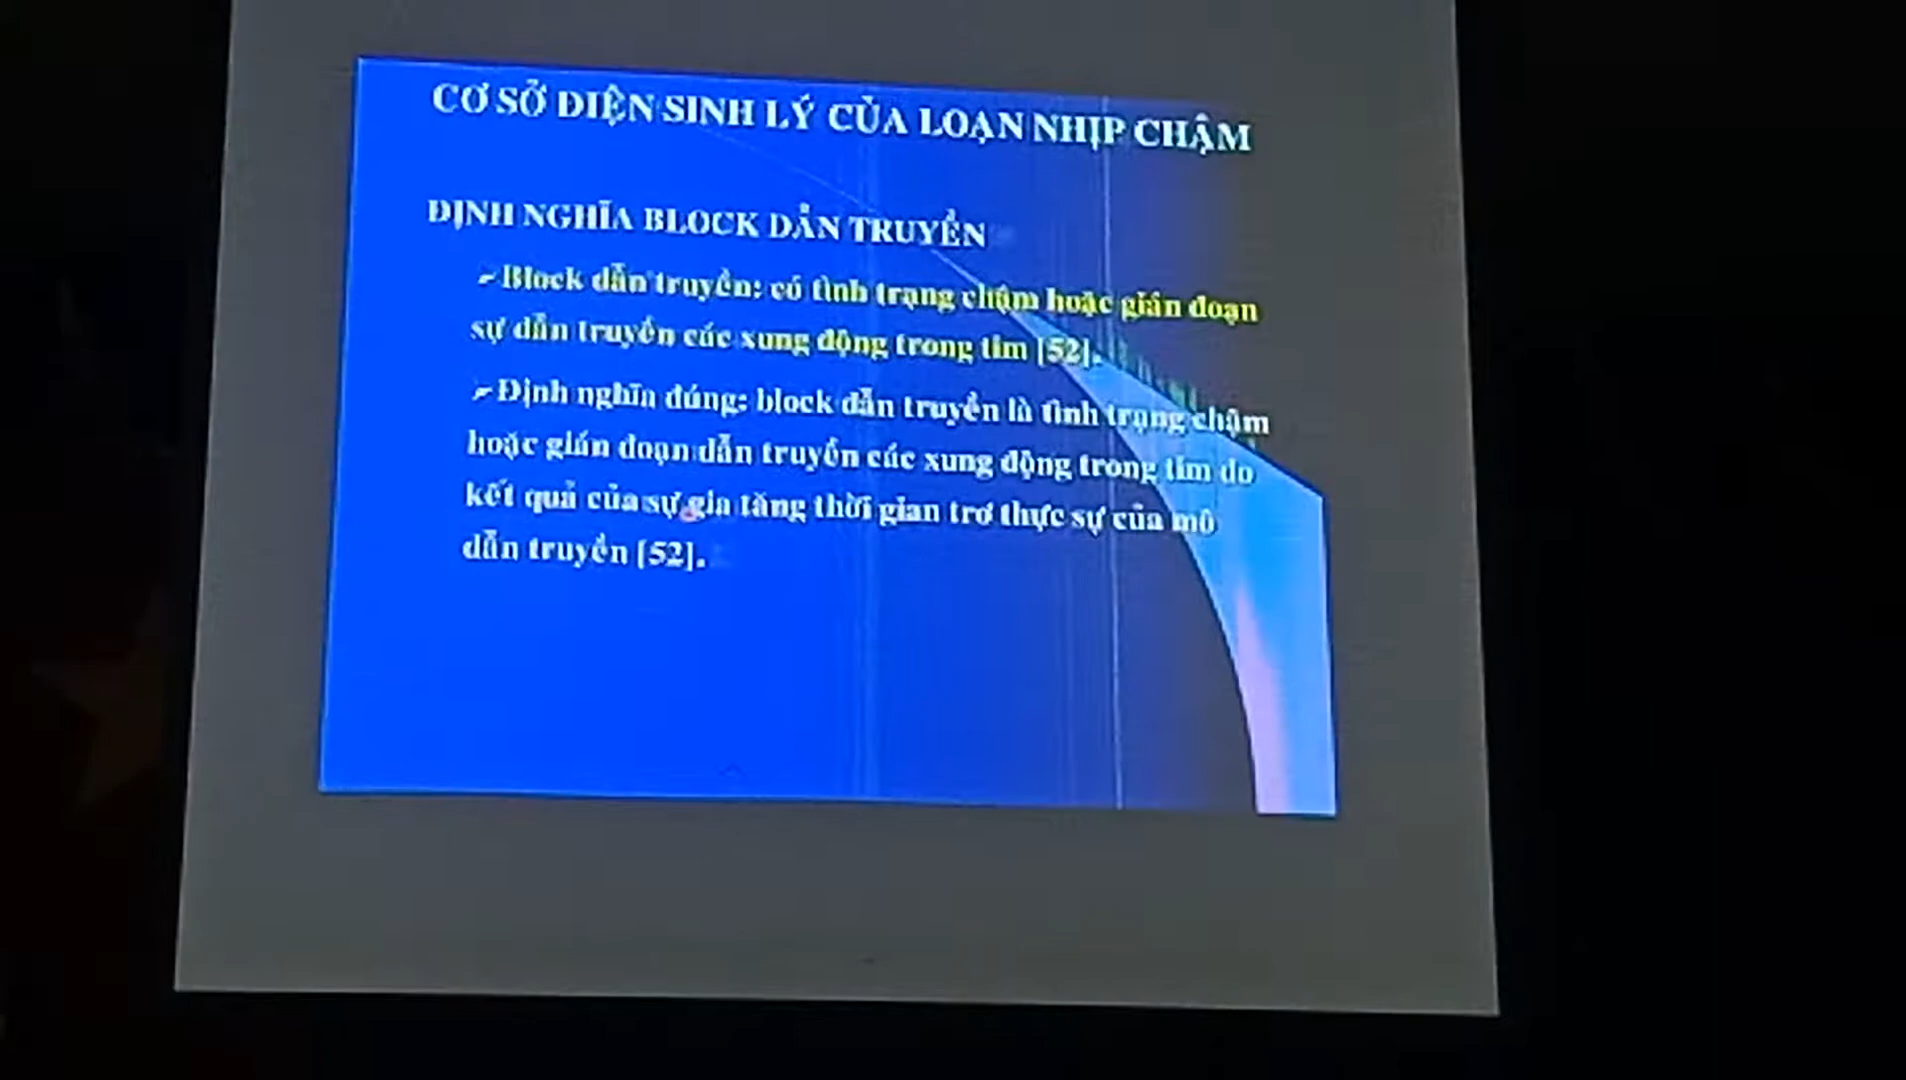 CƠ SỞ ĐIỆN SINH LÝ CỦA LOẠN NHỊP CHẬM
ĐỊNH NGHĨA BLOCK DẪN TRUYỀN
➢Block dẫn truyền: có tình trạng chậm hoặc gián đoạn
sự dẫn truyền các xung động trong tim [52].
➢Định nghĩa đúng: block dẫn truyền là tình trạng chậm
hoặc gián đoạn dẫn truyền các xung động trong tim do
kết quả của sự gia tăng thời gian trơ thực sự của mô
dẫn truyền [52].